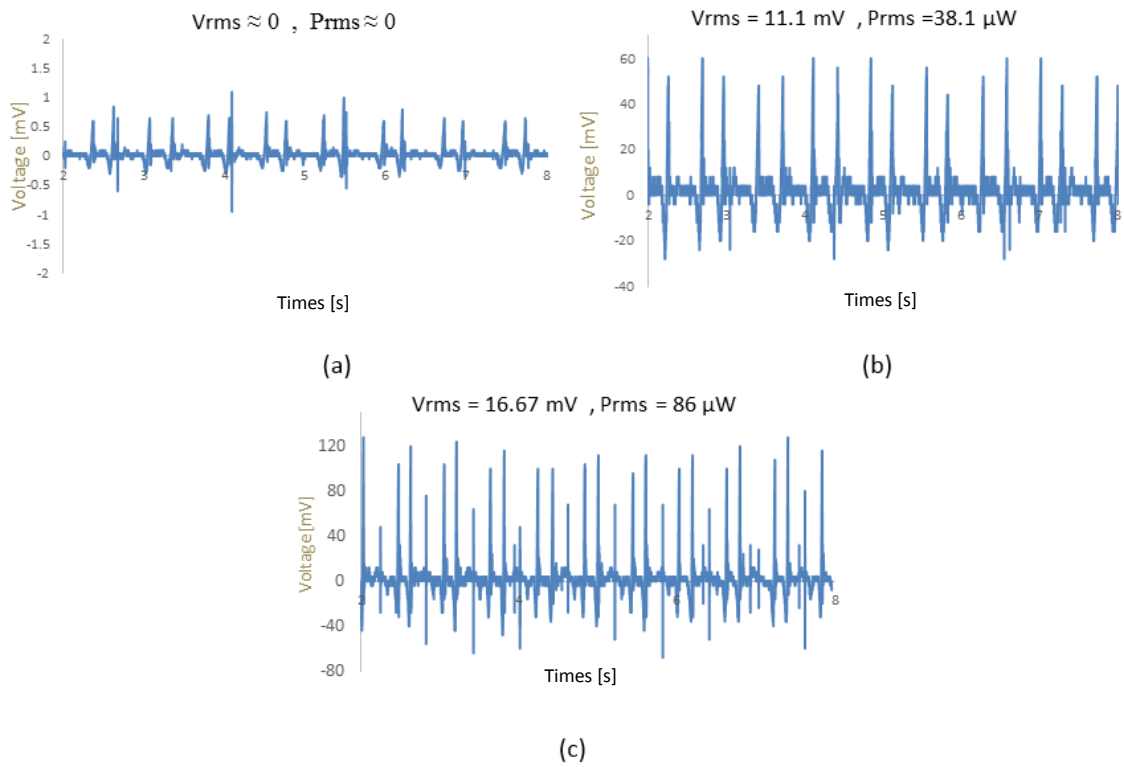 Vrms ≈ 0 , Prms ≈ 0
2
1.5
1
0.5
0
-0.5
-1
-1.5
-2
Voltage [mV]
2 3 4 5 6 7 8
Times [s]
(a)
Vrms = 11.1 mV , Prms =38.1 µW
60
40
20
0
-20
-40
Voltage [mV]
2 3 4 5 6 7 8
Times [s]
(b)
Vrms = 16.67 mV , Prms = 86 µW
120
80
40
0
-40
-80
Voltage [mV]
2 4 6 8
Times [s]
(c)